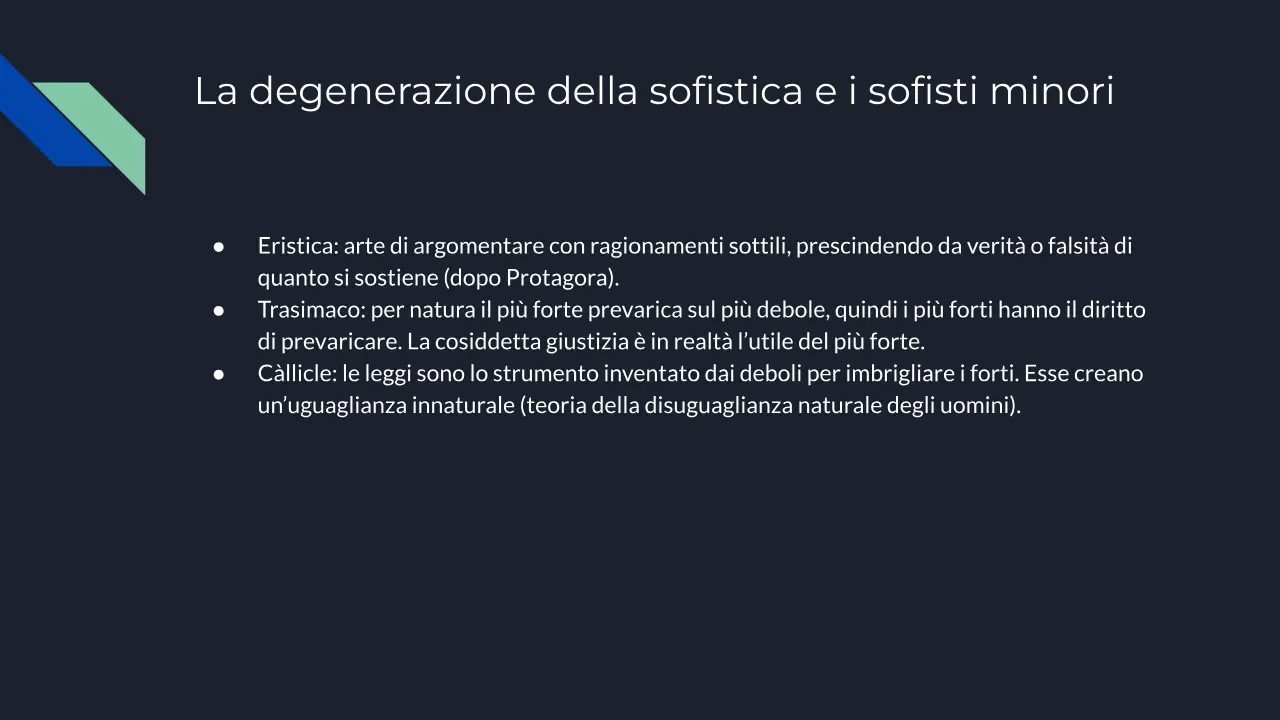 La degenerazione della sofistica e i sofisti minori
● Eristica: arte di argomentare con ragionamenti sottili, prescindendo da verità o falsità di
quanto si sostiene (dopo Protagora).
● Trasimaco: per natura il più forte prevarica sul più debole, quindi i più forti hanno il diritto
di prevaricare. La cosiddetta giustizia è in realtà l’utile del più forte.
● Càllicle: le leggi sono lo strumento inventato dai deboli per imbrigliare i forti. Esse creano
un’uguaglianza innaturale (teoria della disuguaglianza naturale degli uomini).